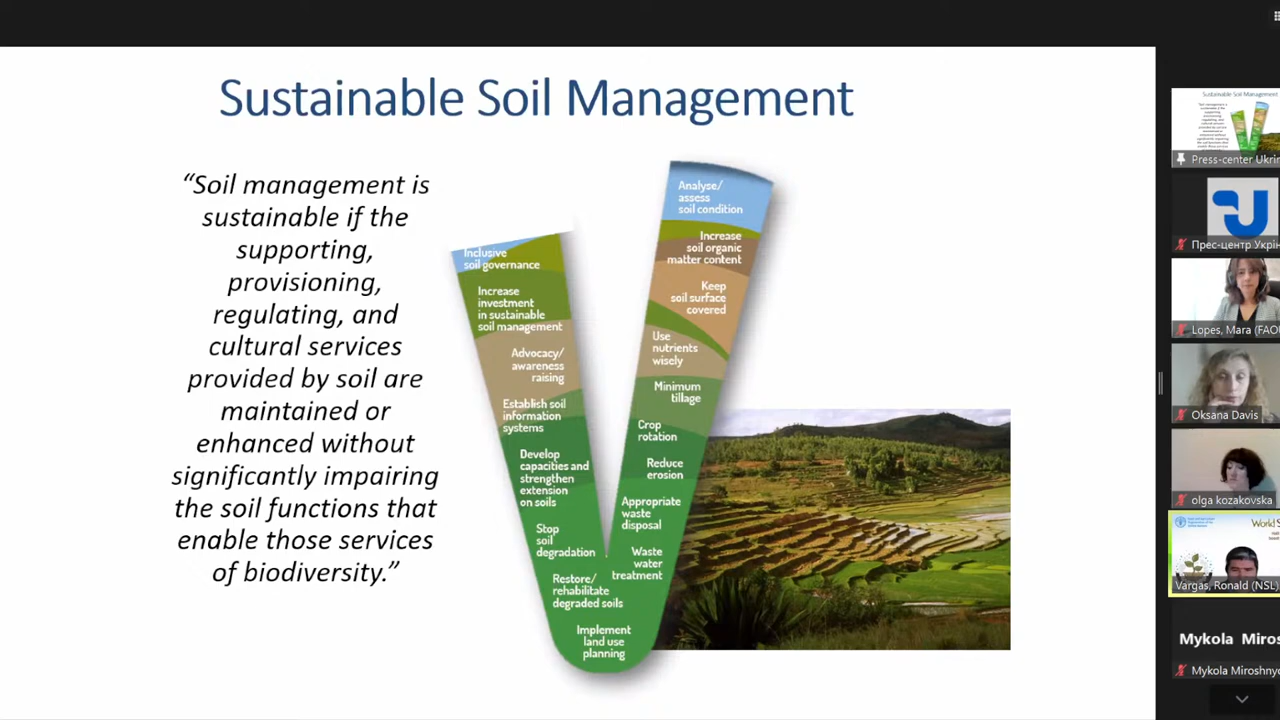 Sustainable Soil Management
“Soil management is
sustainable if the
supporting,
provisioning,
regulating, and
cultural services
provided by soil are
maintained or
enhanced without
significantly impairing
the soil functions that
enable those services
of biodiversity.”
Inclusive
soil governance
Increase
investment
in sustainable
soil management
Advocacy/
awareness
raising
Establish soil
information
systems
Develop
capacities and
strengthen
extension
on soils
Stop
soil
degradation
Restore/
rehabilitate
degraded soils
Implement
land use
planning
Analyse/
assess
soil condition
Increase
soil organic
matter content
Keep
soil surface
covered
Use
nutrients
wisely
Minimum
tillage
Crop
rotation
Reduce
erosion
Appropriate
waste
disposal
Waste
water
treatment
Sustainable Soil Management
Press-center Ukri
Прес-центр Укрін
Lopes, Mara (FAO
Oksana Davis
olga kozakovska
World S
Vargas, Ronald (NSL)
Mykola Miros
Mykola Miroshnyc